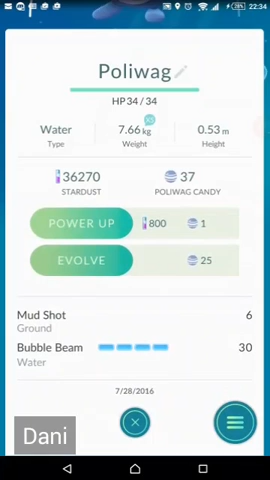 28% 22:34
Poliwag
HP 34 / 34
Water
Type
XS
7.66 kg
Weight
0.53 m
Height
36270
STARDUST
37
POLIWAG CANDY
POWER UP 800 1
EVOLVE 25
Mud Shot 6
Ground
Bubble Beam 30
Water
7/28/2016
Dani